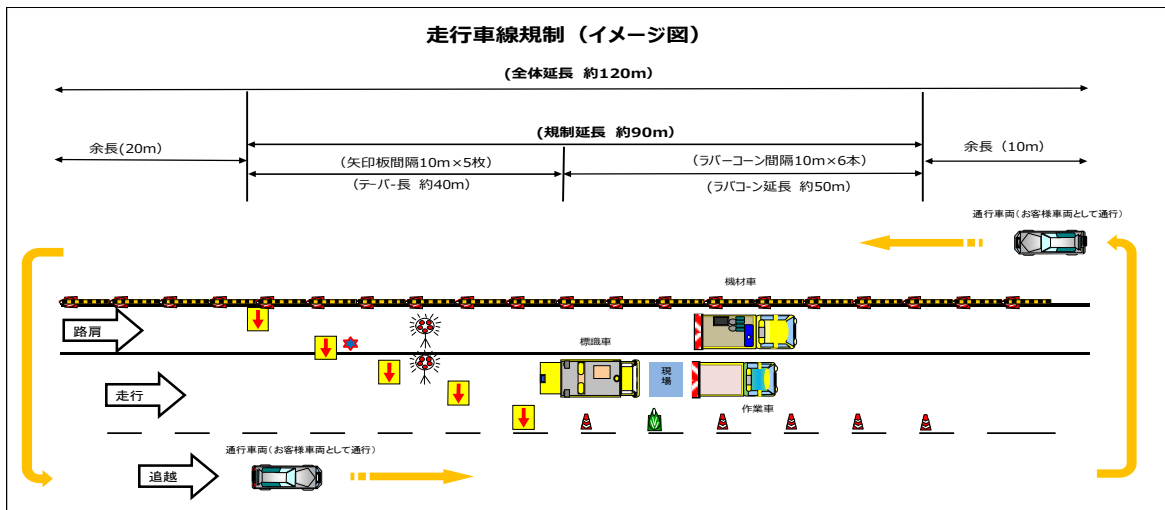 走行車線規制（イメージ図）
(全体延長 約120m)
(規制延長 約90m)
余長(20m)
余長（10m）
（矢印板間隔10m×5枚）
（ラバーコーン間隔10m×6本）
（テーパー長 約40m）
（ラバコーン延長 約50m）
通行車両（お客様車両として通行）
機材車
路肩
標識車
現場
走行
作業車
通行車両（お客様車両として通行）
追越